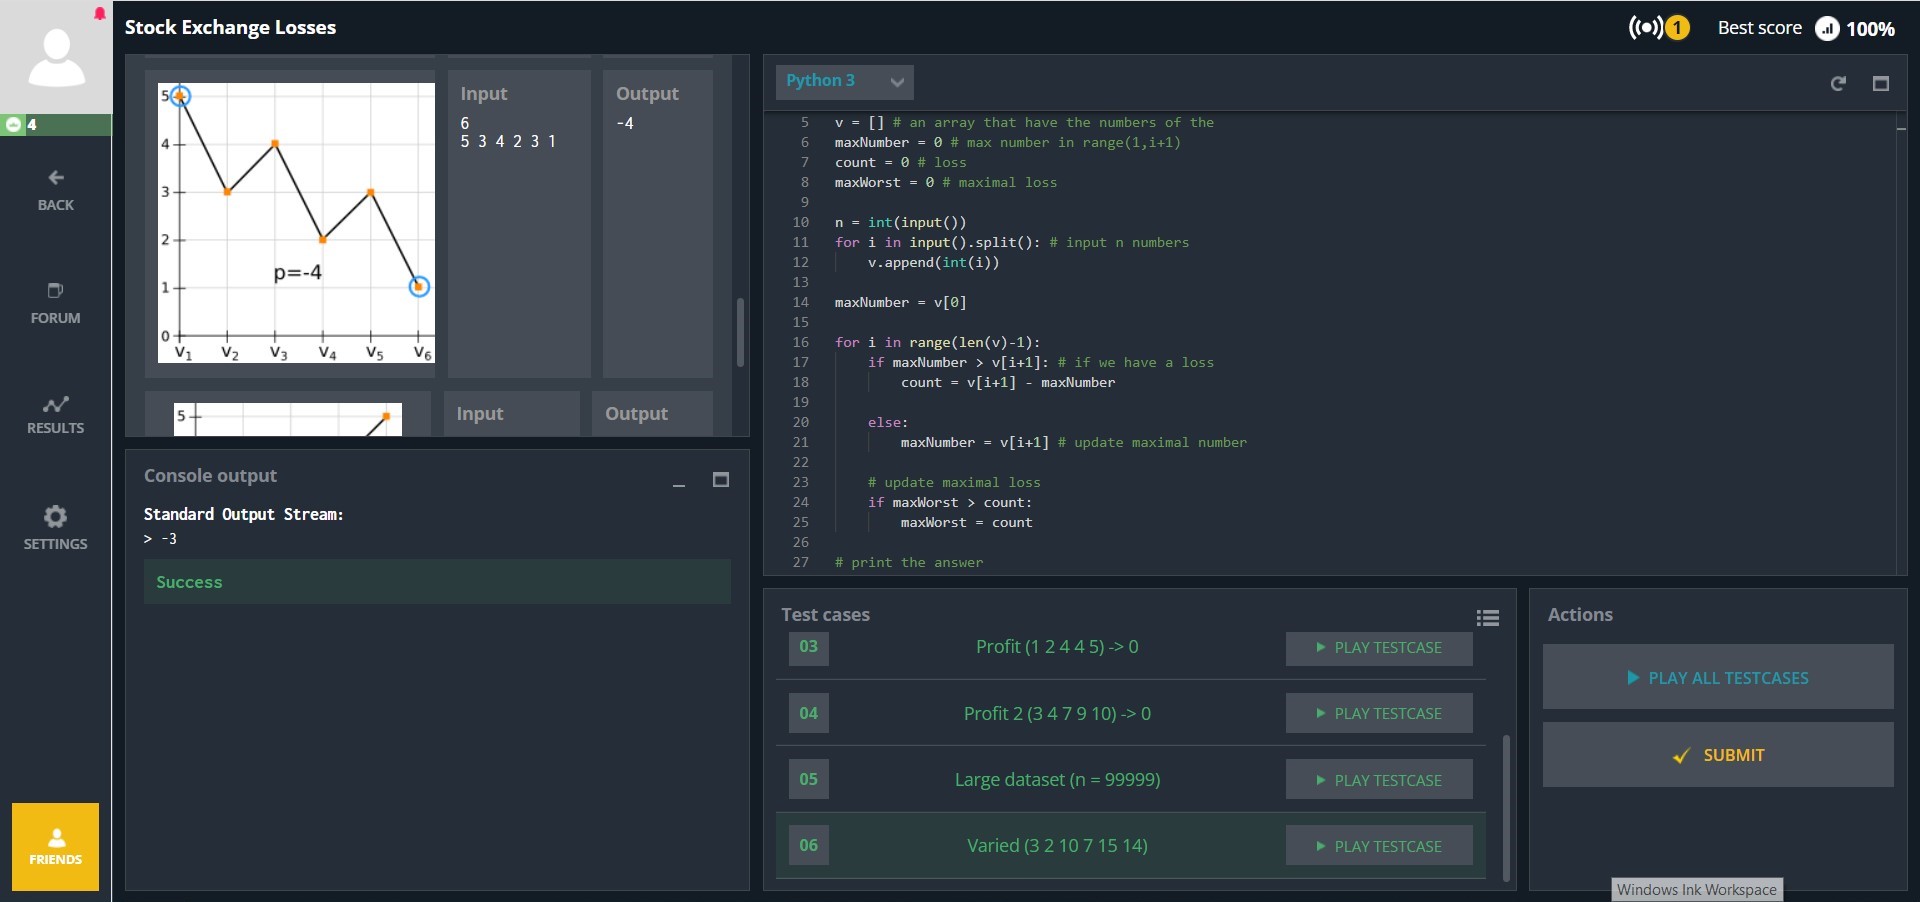 Stock Exchange Losses
1
Best score
100%
4
BACK
FORUM
RESULTS
SETTINGS
FRIENDS
5
4
3
2
1
0
p=-4
V1 V2 V3 V4 V5 V6
Input
6
5 3 4 2 3 1
Output
-4
5
Input
Output
Console output
Standard Output Stream:
> -3
Success
Python 3
5 v = [] # an array that have the numbers of the
6 maxNumber = 0 # max number in range(1,i+1)
7 count = 0 # loss
8 maxWorst = 0 # maximal loss
9
10 n = int(input())
11 for i in input().split(): # input n numbers
12 v.append(int(i))
13
14 maxNumber = v[0]
15
16 for i in range(len(v)-1):
17 if maxNumber > v[i+1]: # if we have a loss
18 count = v[i+1] - maxNumber
19
20 else:
21 maxNumber = v[i+1] # update maximal number
22
23 # update maximal loss
24 if maxWorst > count:
25 maxWorst = count
26
27 # print the answer
Test cases
03 Profit (1 2 4 4 5) -> 0 PLAY TESTCASE
04 Profit 2 (3 4 7 9 10) -> 0 PLAY TESTCASE
05 Large dataset (n = 99999) PLAY TESTCASE
06 Varied (3 2 10 7 15 14) PLAY TESTCASE
Actions
PLAY ALL TESTCASES
SUBMIT
Windows Ink Workspace